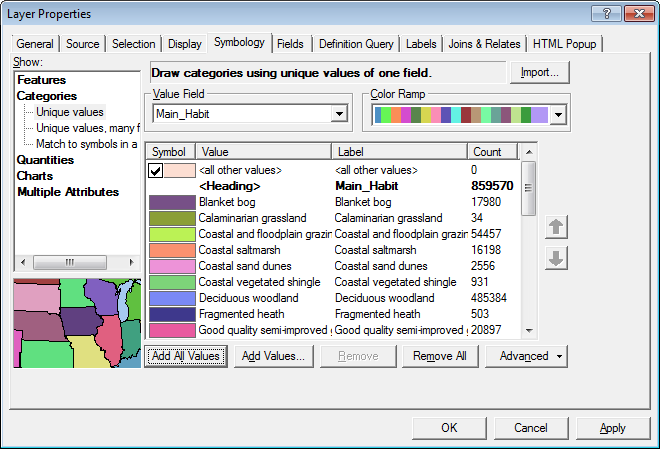 Layer Properties
General Source Selection Display Symbology Fields Definition Query Labels Joins & Relates HTML Popup
Show:
Features
Categories
Unique values
Unique values, many f
Match to symbols in a
Quantities
Charts
Multiple Attributes
Draw categories using unique values of one field.
Import...
Value Field
Main_Habit
Color Ramp
Symbol Value Label Count
<all other values> <all other values> 0
<Heading> Main_Habit 859570
Blanket bog Blanket bog 17980
Calaminarian grassland Calaminarian grassland 34
Coastal and floodplain grazin Coastal and floodplain grazin 54457
Coastal saltmarsh Coastal saltmarsh 16198
Coastal sand dunes Coastal sand dunes 2556
Coastal vegetated shingle Coastal vegetated shingle 931
Deciduous woodland Deciduous woodland 485384
Fragmented heath Fragmented heath 503
Good quality semi-improved g Good quality semi-improved g 20897
Add All Values Add Values... Remove Remove All Advanced
OK Cancel Apply